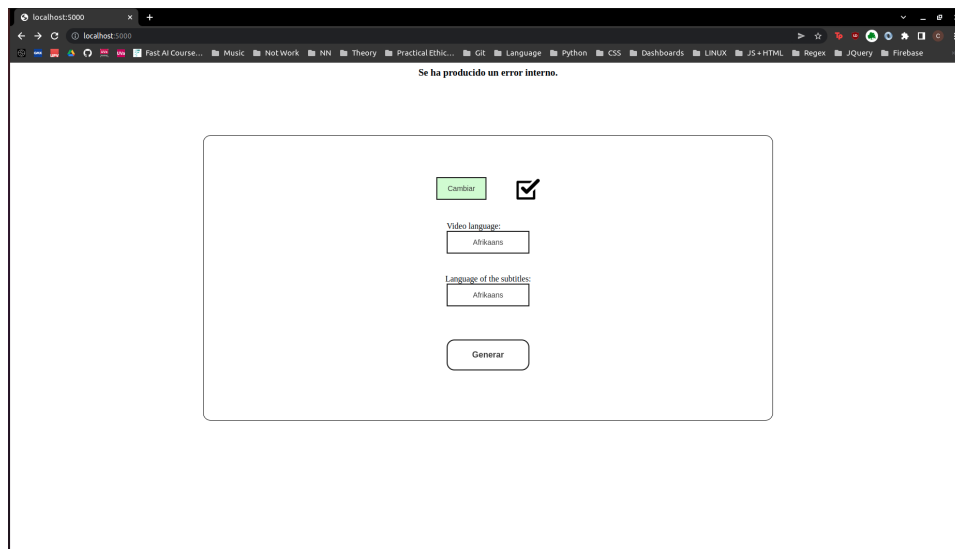 localhost:5000
localhost:5000
Fast AI Course... Music Not Work NN Theory Practical Ethic... Git Language Python CSS Dashboards LINUX JS + HTML Regex JQuery Firebase
Se ha producido un error interno.
Cambiar
Video language:
Afrikaans
Language of the subtitles:
Afrikaans
Generar